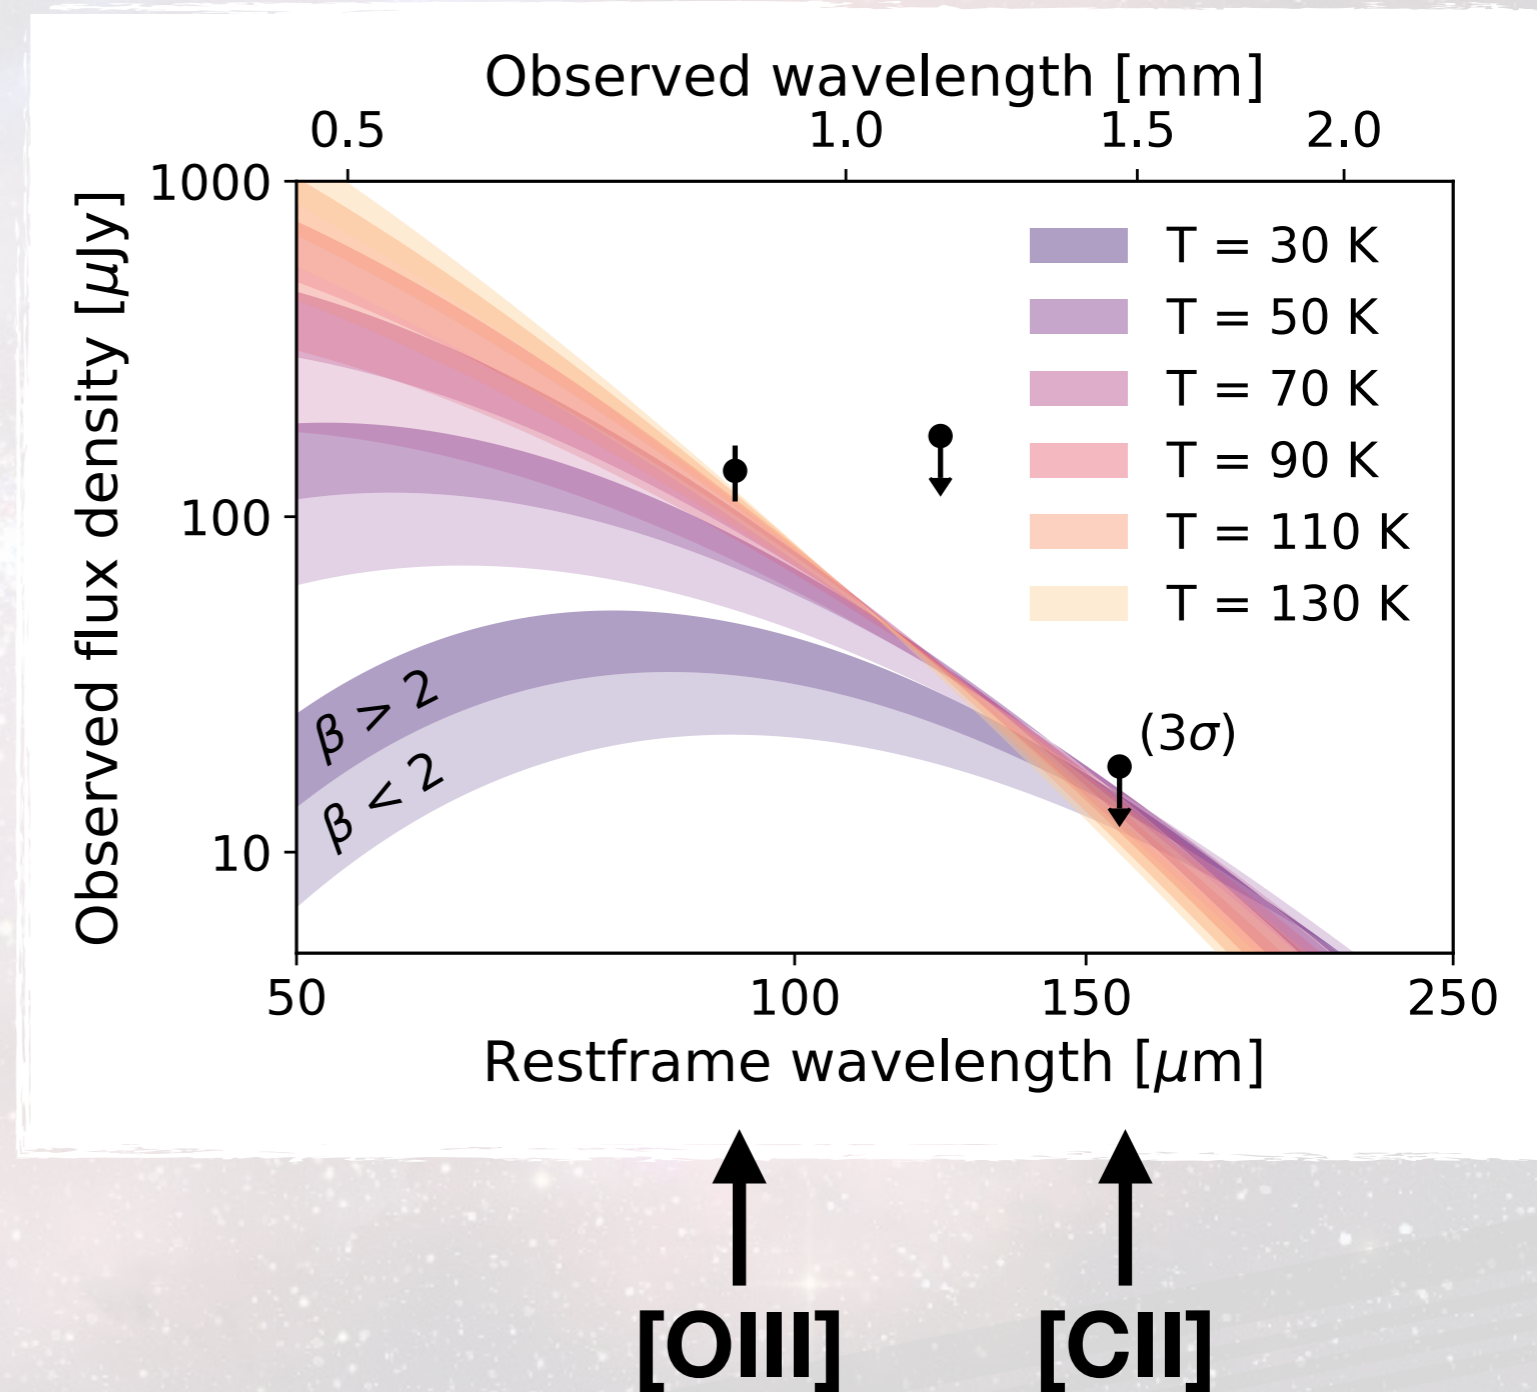 Observed wavelength [mm]
0.5 1.0 1.5 2.0
Observed flux density [μJy]
1000
100
10
T = 30 K
T = 50 K
T = 70 K
T = 90 K
T = 110 K
T = 130 K
β > 2
β < 2
(3σ)
50 100 150 250
Restframe wavelength [μm]
[OIII] [CII]